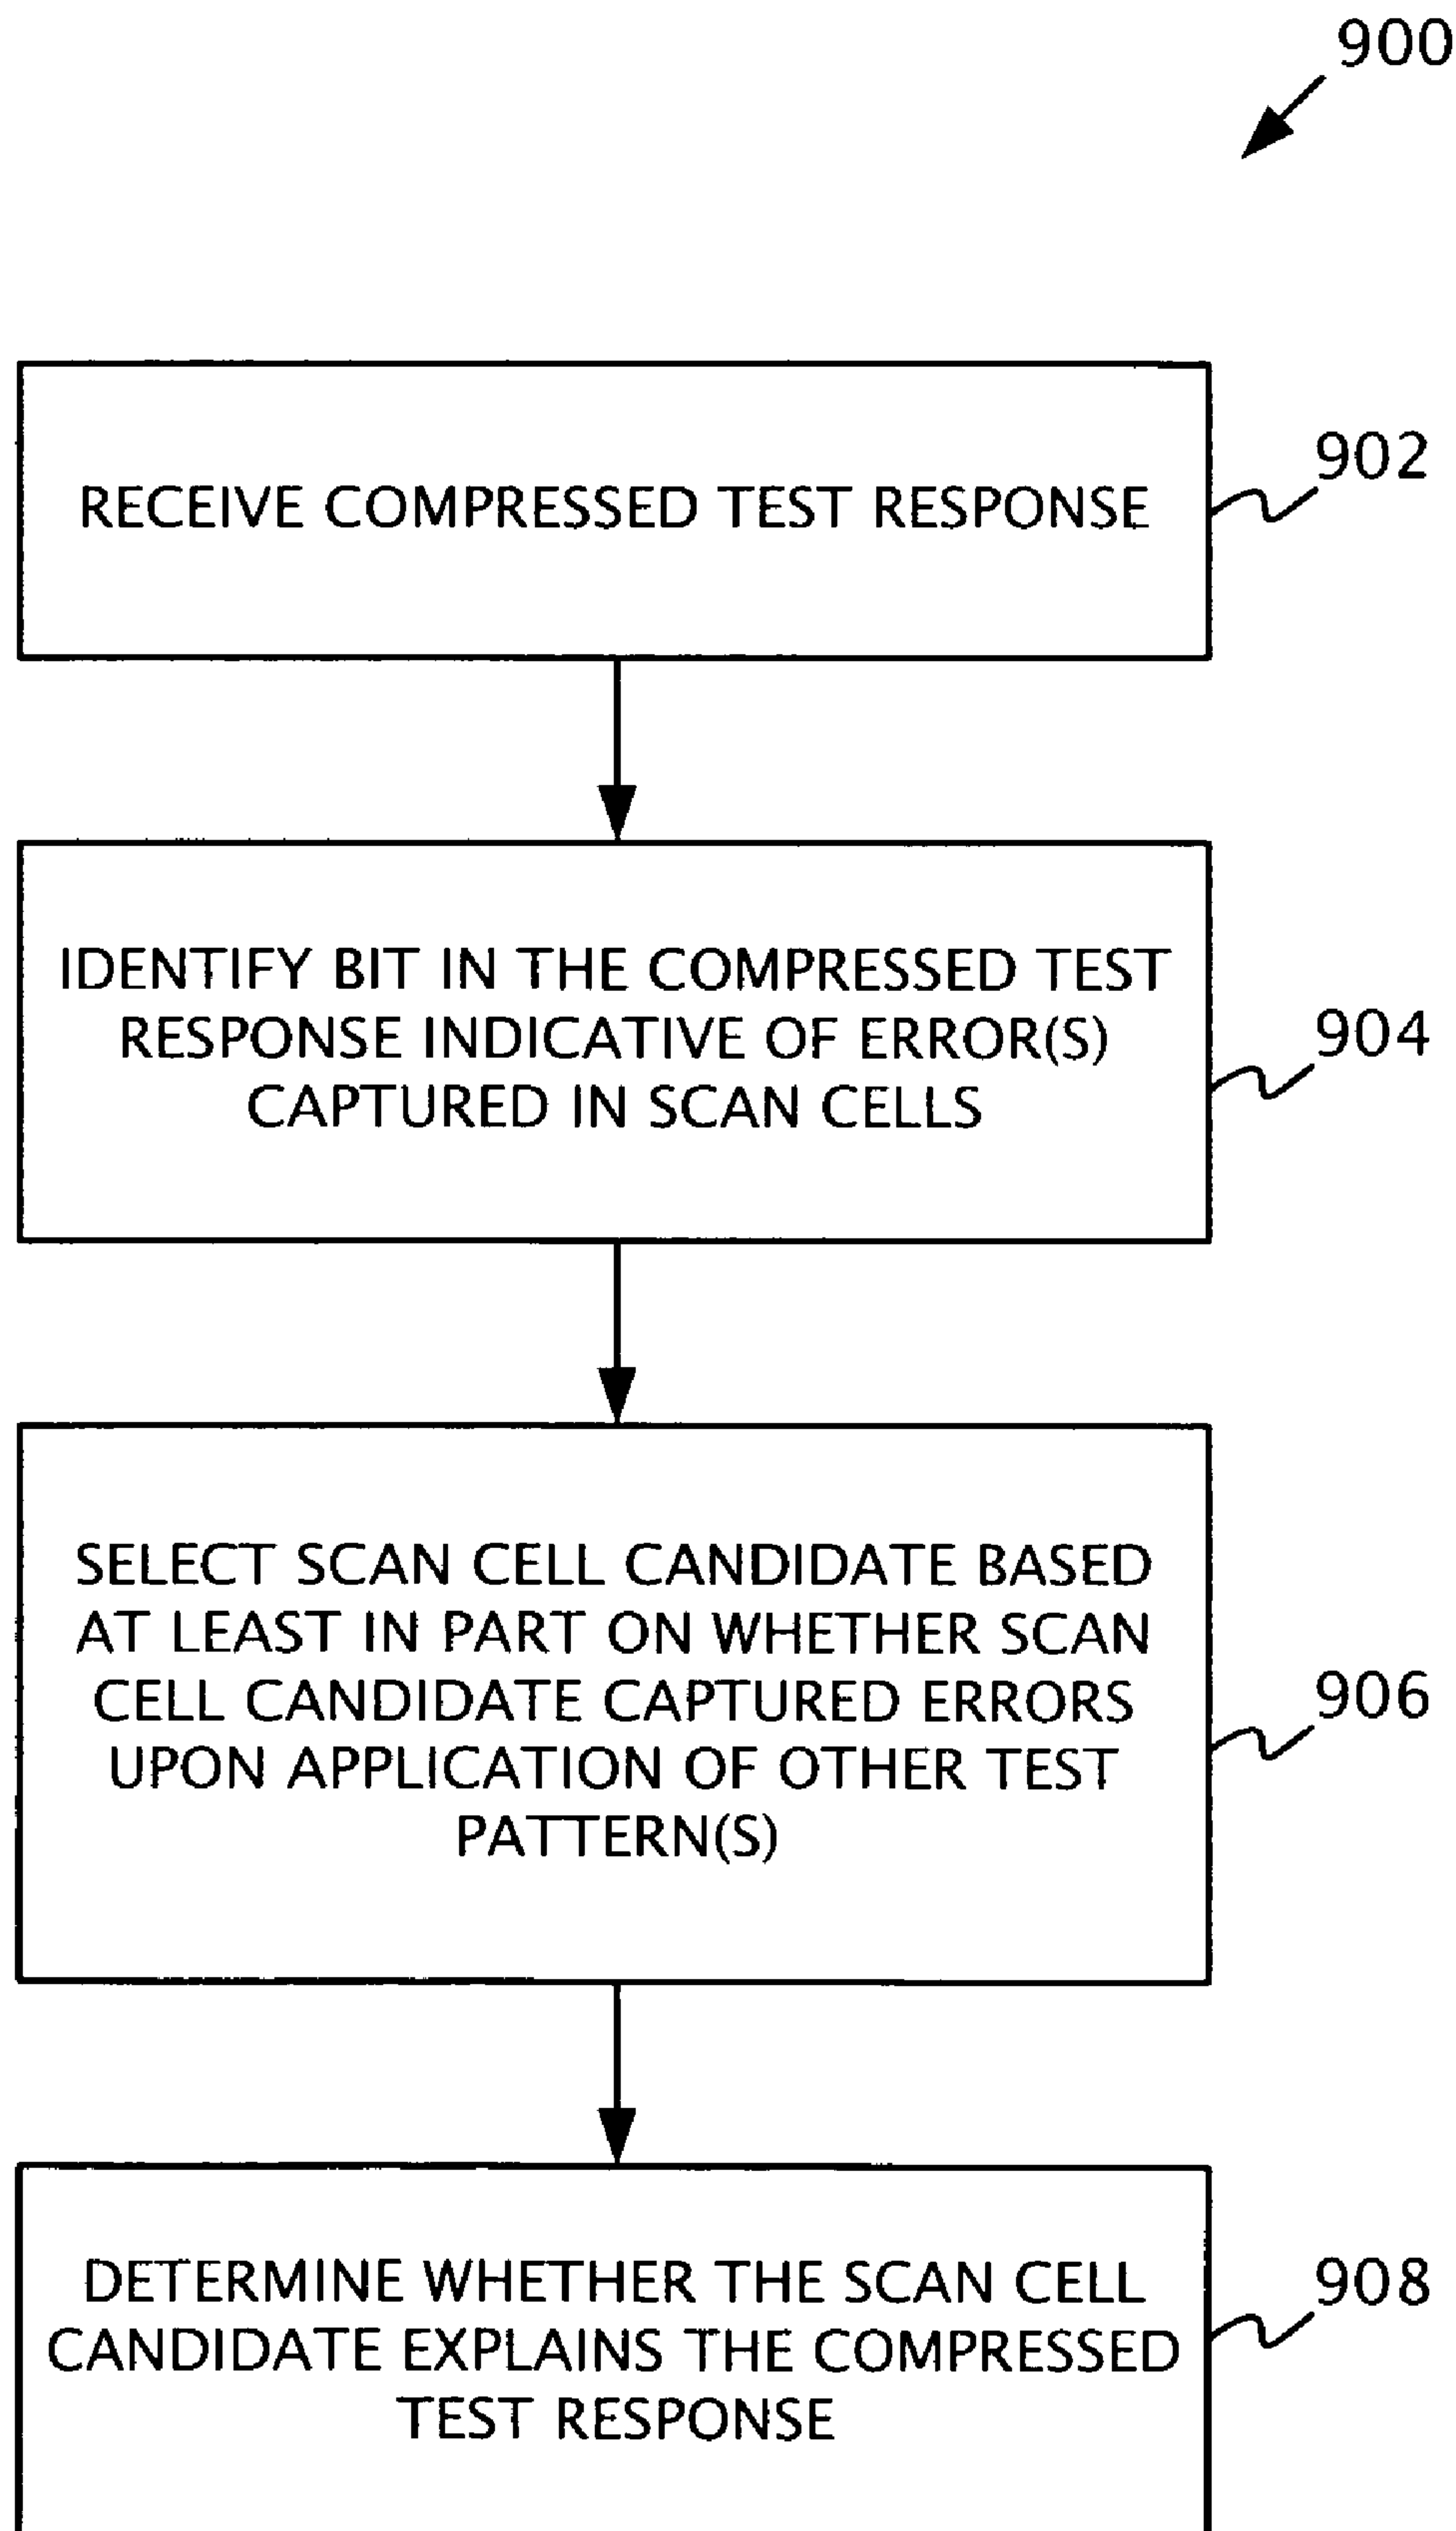 900
RECEIVE COMPRESSED TEST RESPONSE
902
IDENTIFY BIT IN THE COMPRESSED TEST
RESPONSE INDICATIVE OF ERROR(S)
CAPTURED IN SCAN CELLS
904
SELECT SCAN CELL CANDIDATE BASED
AT LEAST IN PART ON WHETHER SCAN
CELL CANDIDATE CAPTURED ERRORS
UPON APPLICATION OF OTHER TEST
PATTERN(S)
906
DETERMINE WHETHER THE SCAN CELL
CANDIDATE EXPLAINS THE COMPRESSED
TEST RESPONSE
908